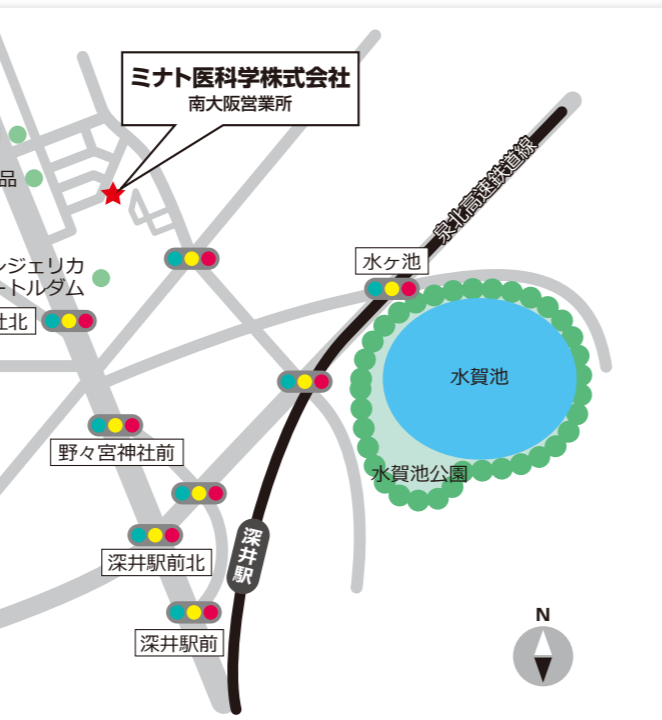 ミナト医科学株式会社
南大阪営業所
泉北高速鉄道線
品
水ヶ池
ンジェリカ
ートルダム
社北
水賀池
野々宮神社前
水賀池公園
深井駅前北
深井駅
深井駅前
N